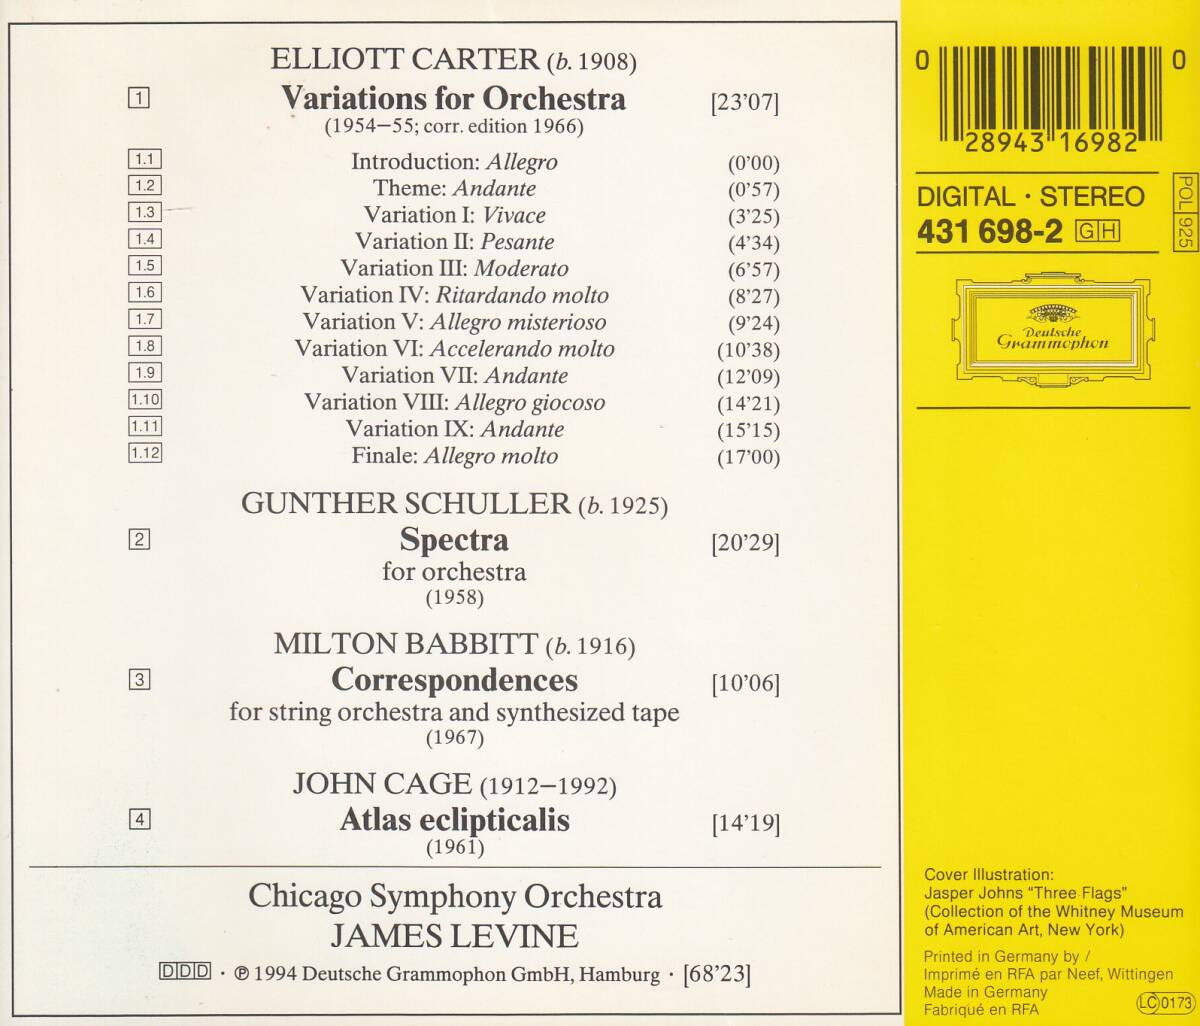 ELLIOTT CARTER (b. 1908)
1 Variations for Orchestra [23'07]
(1954–55; corr. edition 1966)
1.1 Introduction: Allegro (0'00)
1.2 Theme: Andante (0'57)
1.3 Variation I: Vivace (3'25)
1.4 Variation II: Pesante (4'34)
1.5 Variation III: Moderato (6'57)
1.6 Variation IV: Ritardando molto (8'27)
1.7 Variation V: Allegro misterioso (9'24)
1.8 Variation VI: Accelerando molto (10'38)
1.9 Variation VII: Andante (12'09)
1.10 Variation VIII: Allegro giocoso (14'21)
1.11 Variation IX: Andante (15'15)
1.12 Finale: Allegro molto (17'00)
GUNTHER SCHULLER (b. 1925)
2 Spectra [20'29]
for orchestra
(1958)
MILTON BABBITT (b. 1916)
3 Correspondences [10'06]
for string orchestra and synthesized tape
(1967)
JOHN CAGE (1912–1992)
4 Atlas eclipticalis [14'19]
(1961)
Chicago Symphony Orchestra
JAMES LEVINE
DDD · ℗ 1994 Deutsche Grammophon GmbH, Hamburg · [68'23]
0 28943 16982 0
DIGITAL · STEREO
431 698-2 GH
POL 925
Deutsche
Grammophon
Cover Illustration:
Jasper Johns “Three Flags”
(Collection of the Whitney Museum
of American Art, New York)
Printed in Germany by /
Imprimé en RFA par Neef, Wittingen
Made in Germany
Fabriqué en RFA
LC 0173